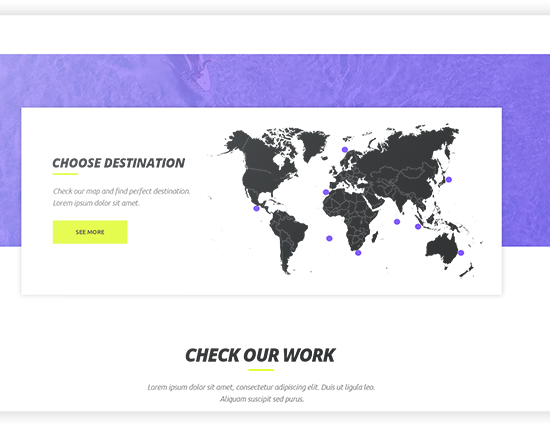 CHOOSE DESTINATION
Check our map and find perfect destination.
Lorem ipsum dolor sit amet.
SEE MORE
CHECK OUR WORK
Lorem ipsum dolor sit amet, consectetur adipiscing elit. Duis ut ligula leo.
Aliquam suscipit sed purus.